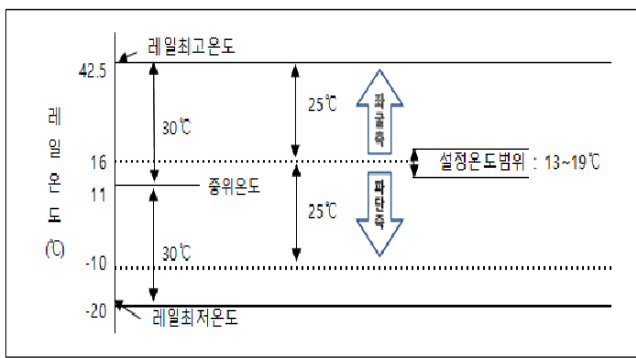 레일최고온도
42.5
25℃
좌굴측
30℃
레일온도(℃)
16
설정온도범위 : 13~19℃
11
중위온도
파단측
25℃
30℃
-10
-20
레일최저온도